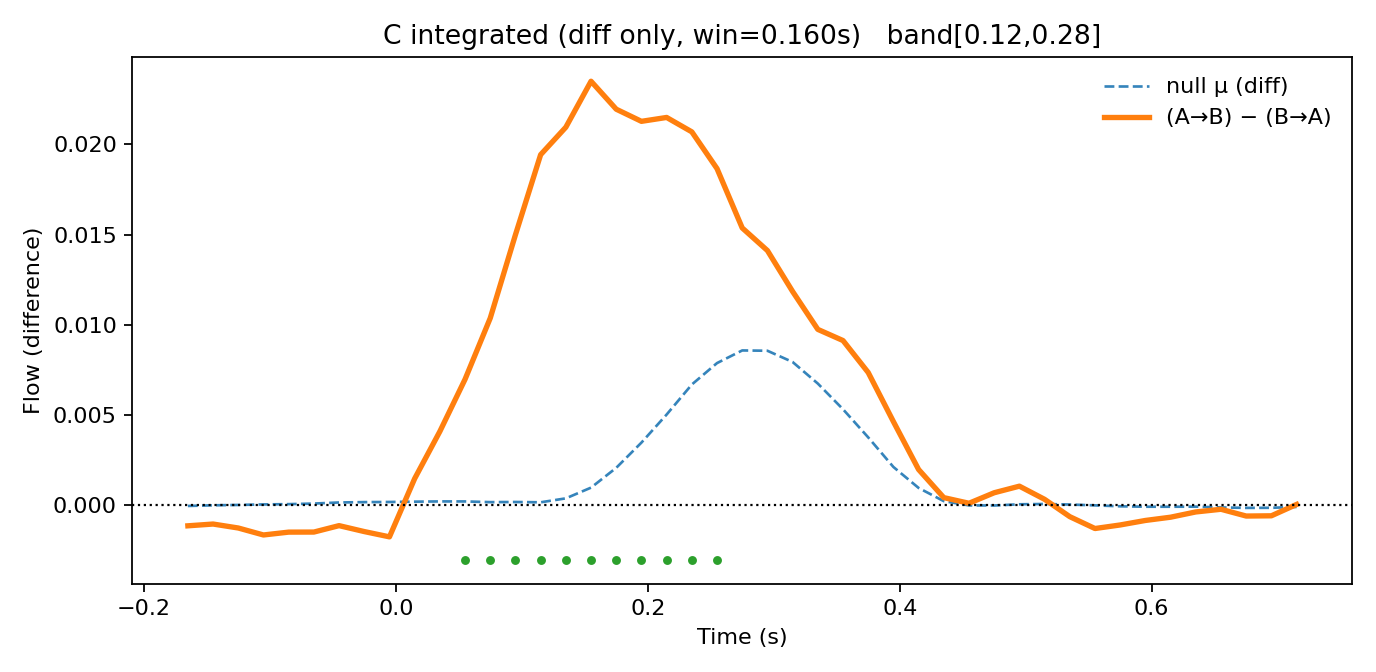 C integrated (diff only, win=0.160s)   band[0.12,0.28]
null μ (diff)
(A→B) − (B→A)
Flow (difference)
0.020
0.015
0.010
0.005
0.000
−0.2
0.0
0.2
0.4
0.6
Time (s)